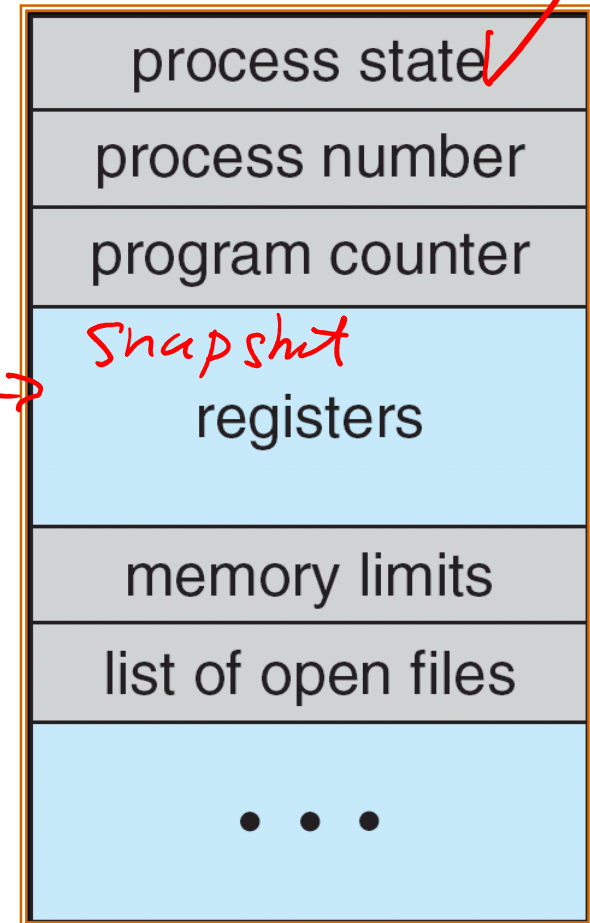 process state
process number
program counter
Snapshot
registers
memory limits
list of open files
• • •